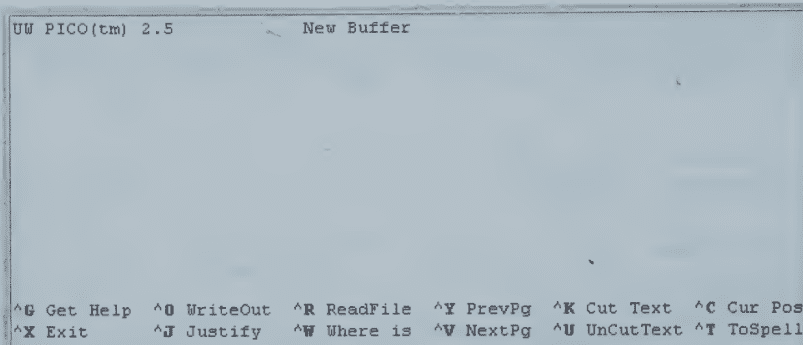 UW PICO(tm) 2.5 New Buffer
^G Get Help ^O WriteOut ^R ReadFile ^Y PrevPg ^K Cut Text ^C Cur Pos
^X Exit ^J Justify ^W Where is ^V NextPg ^U UnCutText ^T ToSpell